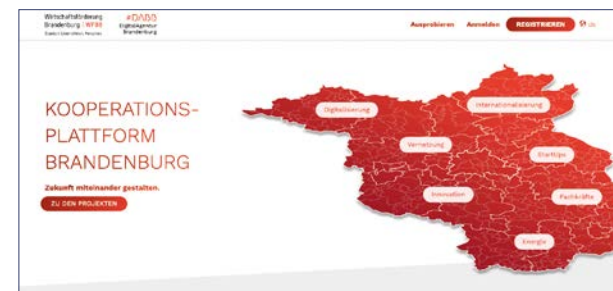 Wirtschaftsförderung
Brandenburg | WFBB
#DABB
DigitalAgentur
Brandenburg
Ausprobieren Anmelden REGISTRIEREN
KOOPERATIONS-
PLATTFORM
BRANDENBURG
Zukunft miteinander gestalten.
ZU DEN PROJEKTEN
Digitalisierung
Internationalisierung
Vernetzung
StartUps
Innovation
Fachkräfte
Energie